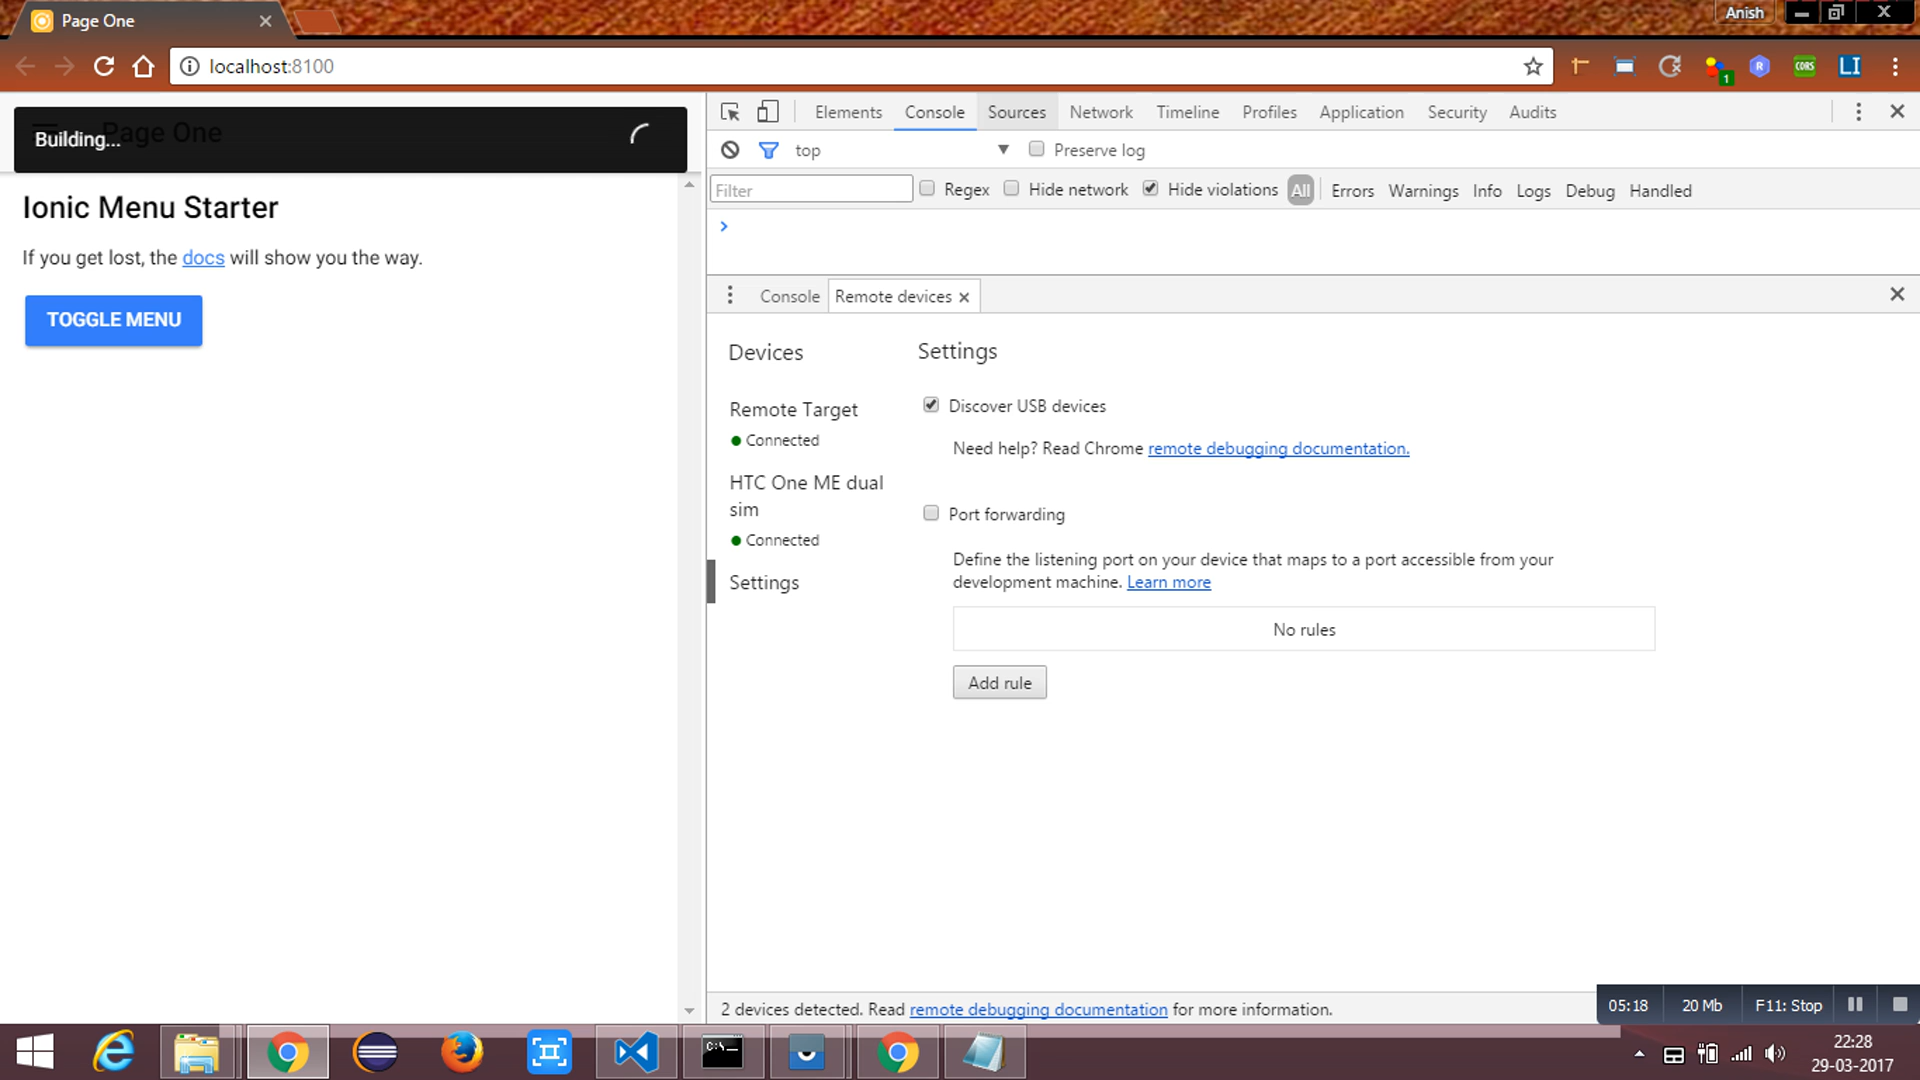 Page One
Anish
localhost:8100
1
R
CORS
LI
Building...
Page One
Ionic Menu Starter
If you get lost, the docs will show you the way.
TOGGLE MENU
Elements Console Sources Network Timeline Profiles Application Security Audits
top Preserve log
Filter Regex Hide network Hide violations All Errors Warnings Info Logs Debug Handled
Console Remote devices
Devices
Remote Target
Connected
HTC One ME dual
sim
Connected
Settings
Settings
Discover USB devices
Need help? Read Chrome remote debugging documentation.
Port forwarding
Define the listening port on your device that maps to a port accessible from your
development machine. Learn more
No rules
Add rule
2 devices detected. Read remote debugging documentation for more information.
05:18 20 Mb F11: Stop
C:\_
22:28
29-03-2017